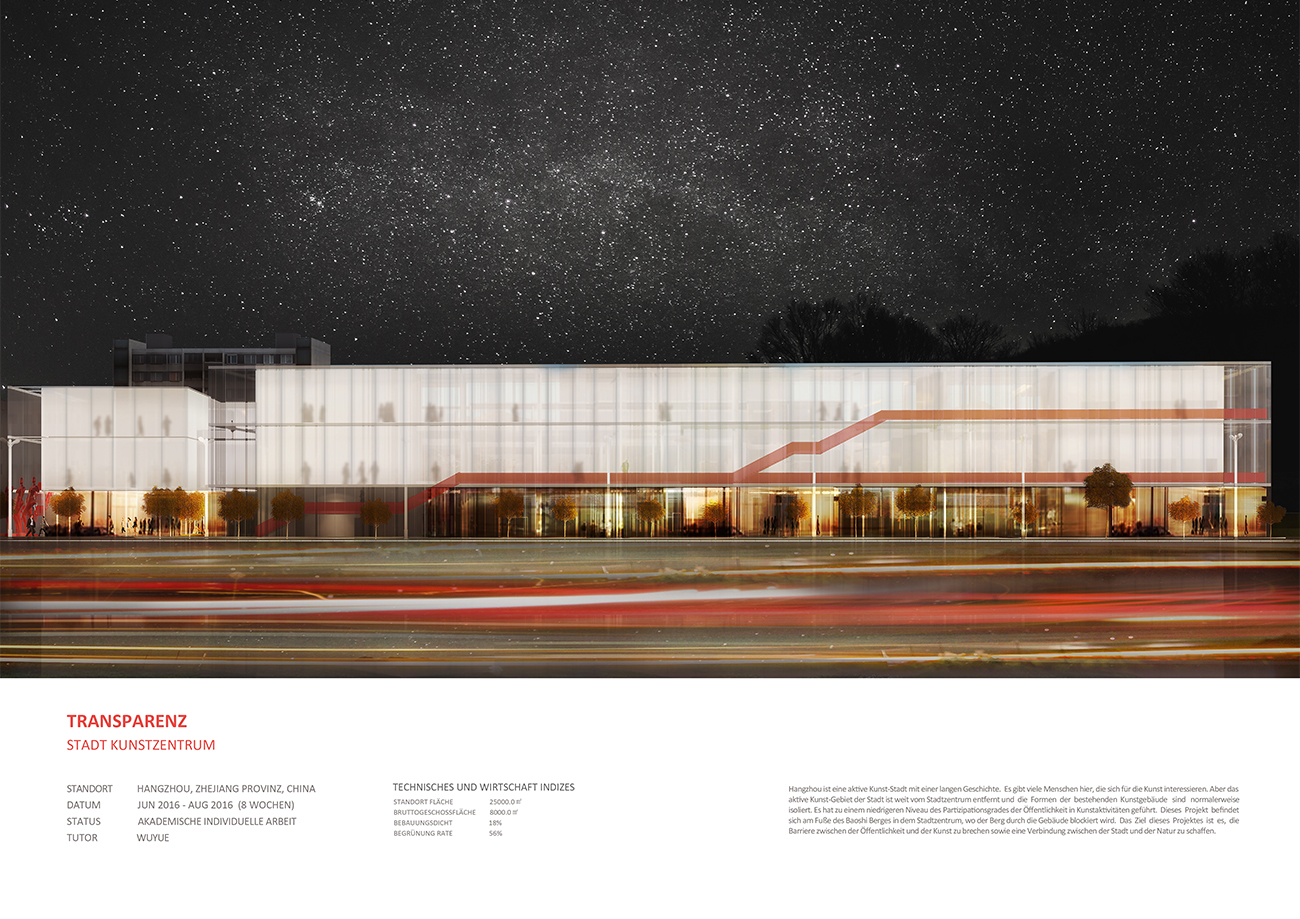 TRANSPARENZ
STADT KUNSTZENTRUM
STANDORT HANGZHOU, ZHEJIANG PROVINZ, CHINA
DATUM JUN 2016 - AUG 2016 (8 WOCHEN)
STATUS AKADEMISCHE INDIVIDUELLE ARBEIT
TUTOR WUYUE
TECHNISCHES UND WIRTSCHAFT INDIZES
STANDORT FLÄCHE 25000.0 ㎡
BRUTTOGESCHOSSFLÄCHE 8000.0 ㎡
BEBAUUNGSDICHT 18%
BEGRÜNUNG RATE 56%
Hangzhou ist eine aktive Kunst-Stadt mit einer langen Geschichte. Es gibt viele Menschen hier, die sich für die Kunst interessieren. Aber das
aktive Kunst-Gebiet der Stadt ist weit vom Stadtzentrum entfernt und die Formen der bestehenden Kunstgebäude sind normalerweise
isoliert. Es hat zu einem niedrigeren Niveau des Partizipationsgrades der Öffentlichkeit in Kunstaktivitäten geführt. Dieses Projekt befindet
sich am Fuße des Baoshi Berges in dem Stadtzentrum, wo der Berg durch die Gebäude blockiert wird. Das Ziel dieses Projektes ist es, die
Barriere zwischen der Öffentlichkeit und der Kunst zu brechen sowie eine Verbindung zwischen der Stadt und der Natur zu schaffen.